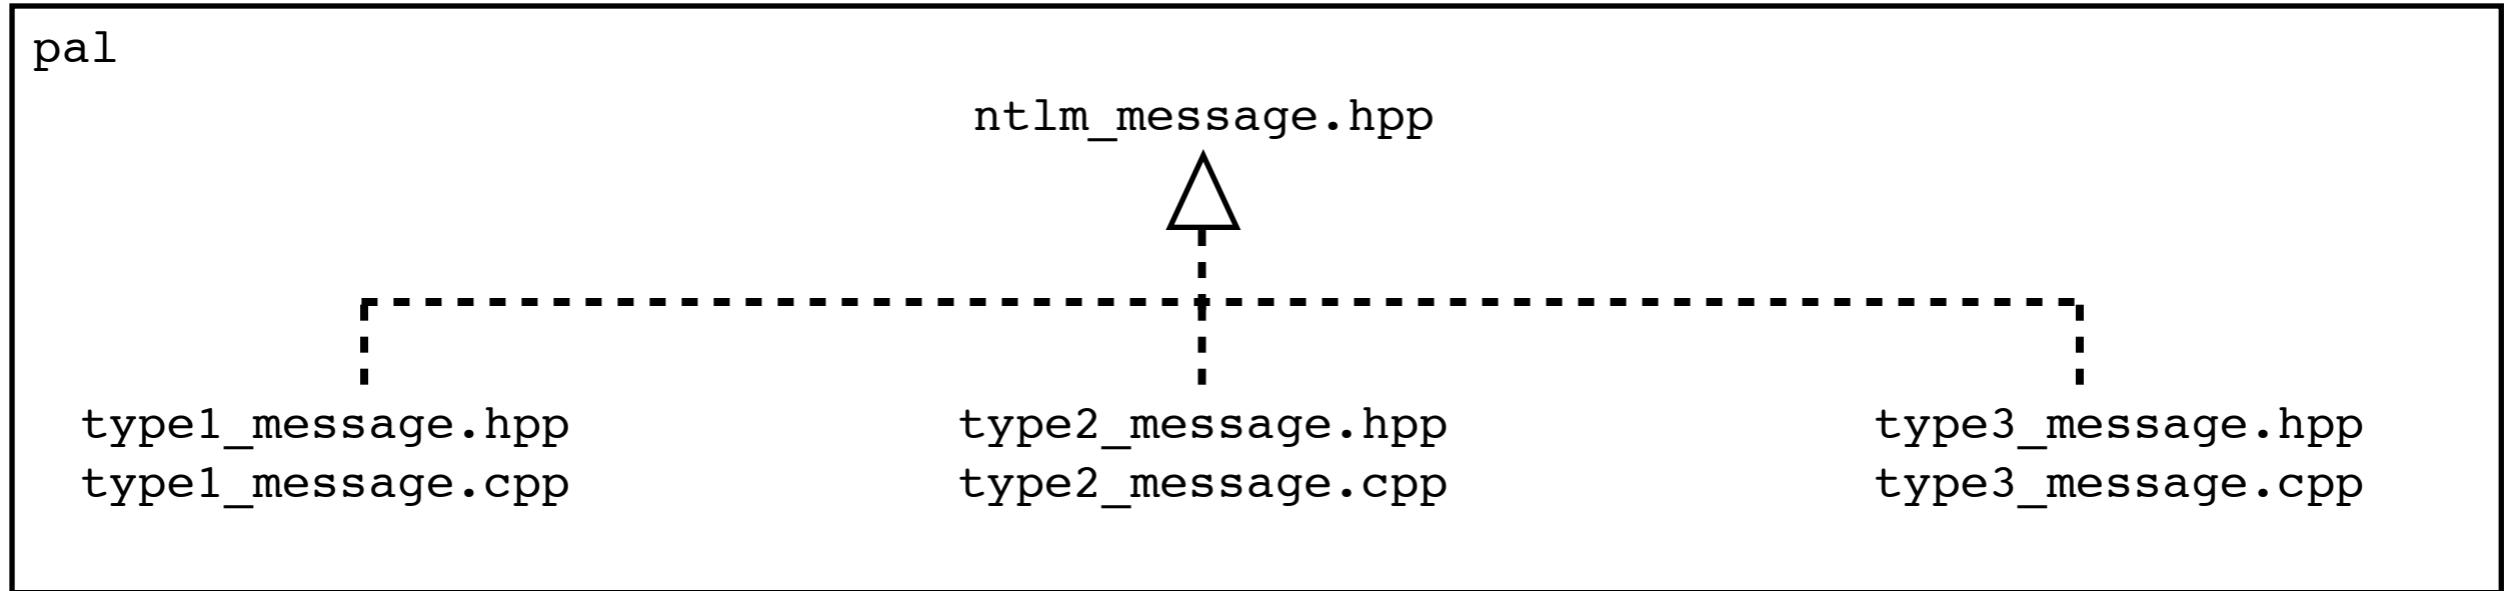 pal
ntlm_message.hpp
type1_message.hpp
type1_message.cpp
type2_message.hpp
type2_message.cpp
type3_message.hpp
type3_message.cpp